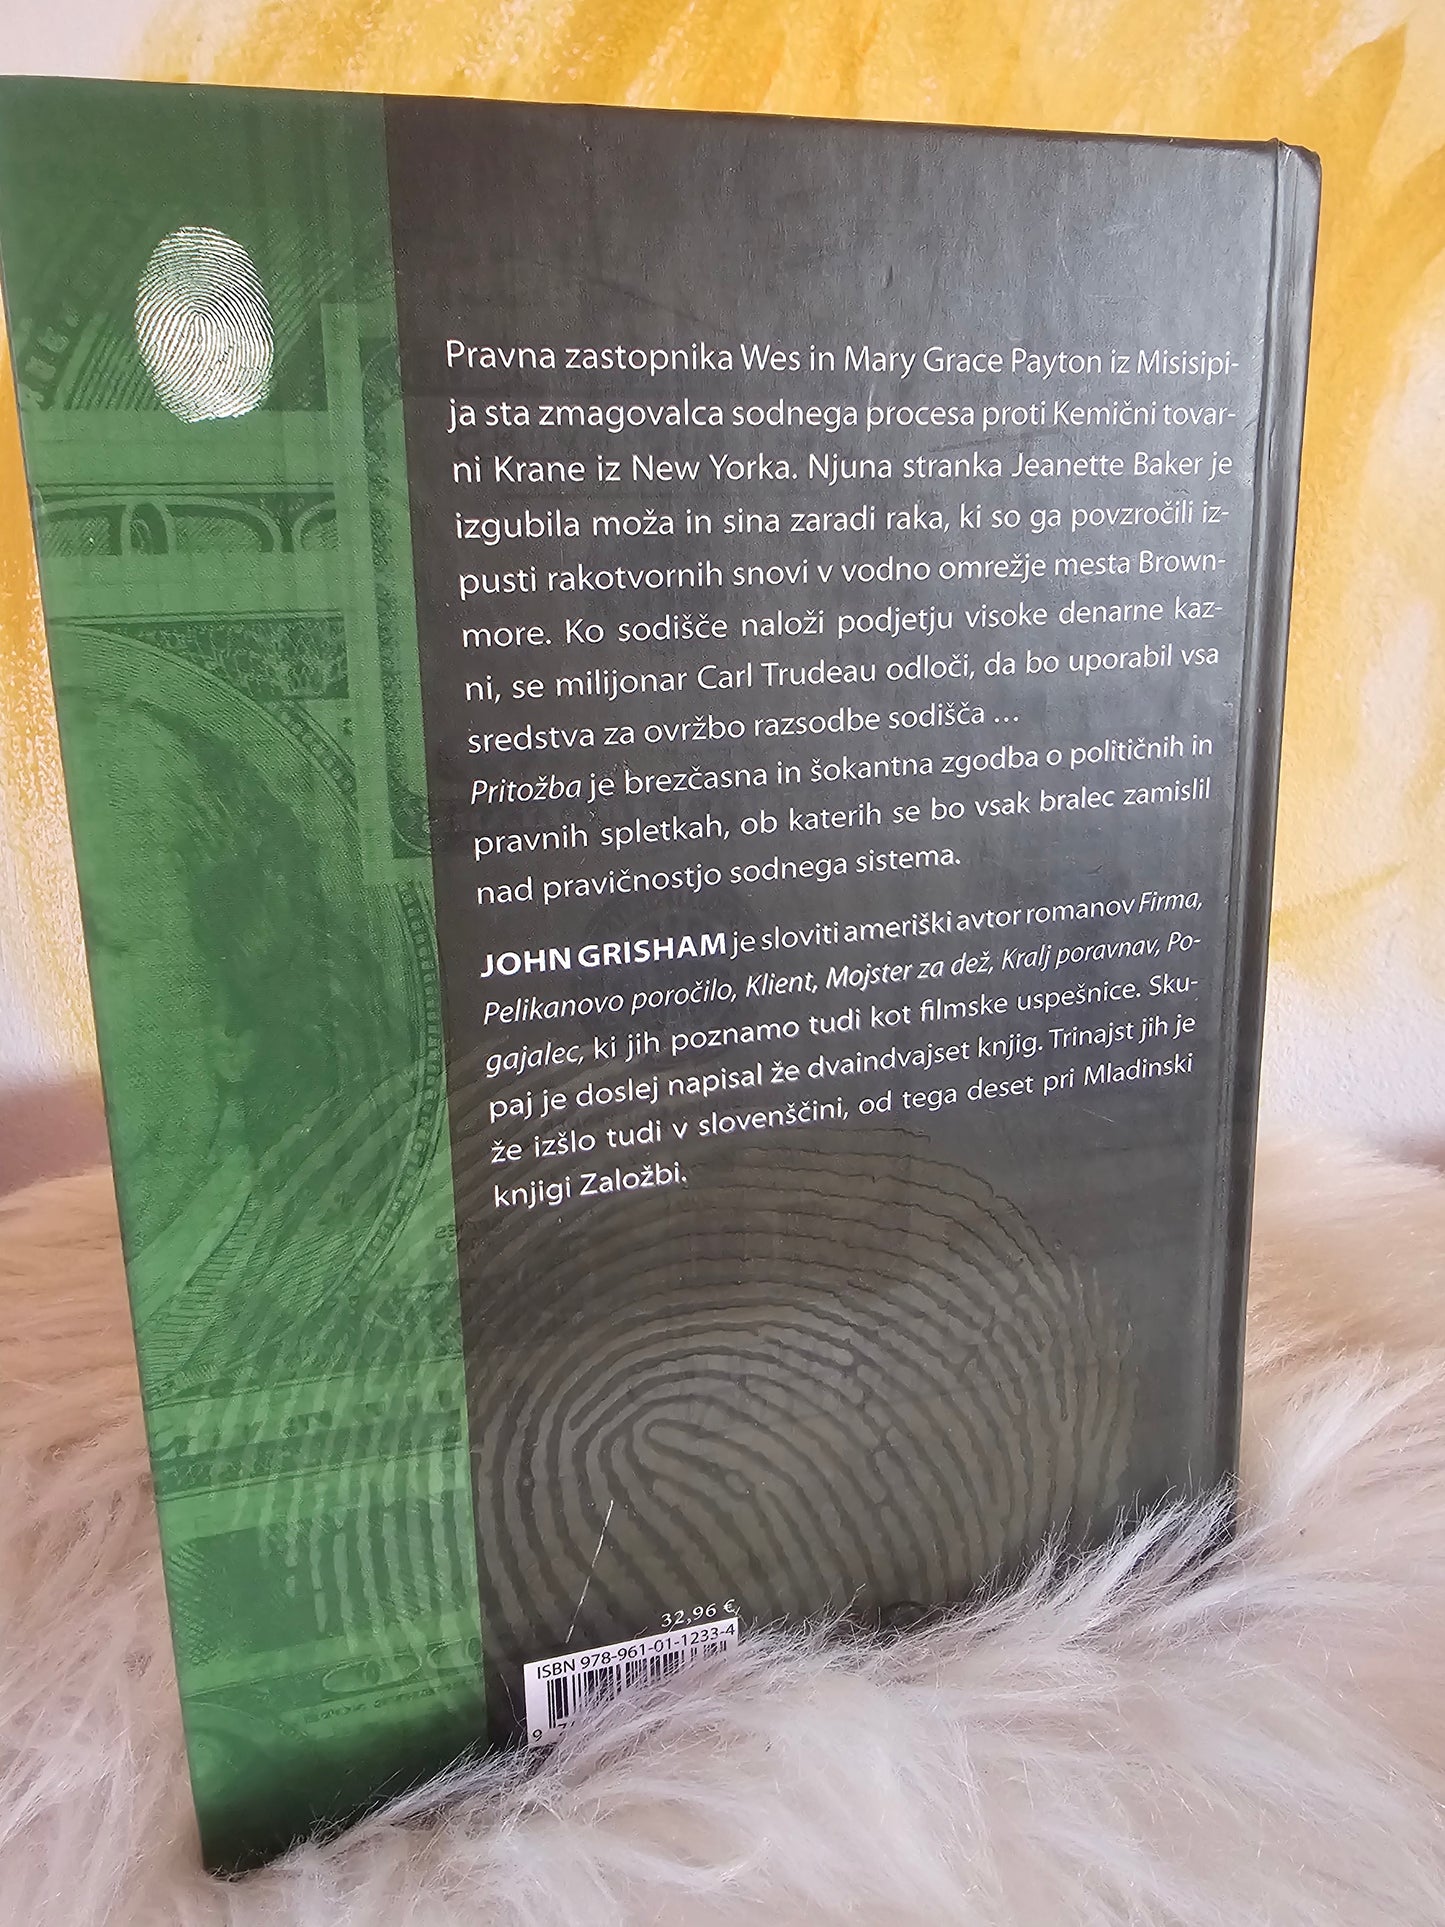 Pravna zastopnika Wes in Mary Grace Payton iz Misisipi-
ja sta zmagovalca sodnega procesa proti Kemični tovar-
ni Krane iz New Yorka. Njuna stranka Jeanette Baker je
izgubila moža in sina zaradi raka, ki so ga povzročili iz-
pusti rakotvornih snovi v vodno omrežje mesta Brown-
more. Ko sodišče naloži podjetju visoke denarne kaz-
ni, se milijonar Carl Trudeau odloči, da bo uporabil vsa
sredstva za ovržbo razsodbe sodišča …
Pritožba je brezčasna in šokantna zgodba o političnih in
pravnih spletkah, ob katerih se bo vsak bralec zamislil
nad pravičnostjo sodnega sistema.
JOHN GRISHAM je sloviti ameriški avtor romanov Firma,
Pelikanovo poročilo, Klient, Mojster za dež, Kralj poravnav, Po-
gajalec, ki jih poznamo tudi kot filmske uspešnice. Sku-
paj je doslej napisal že dvaindvajset knjig. Trinajst jih je
že izšlo tudi v slovenščini, od tega deset pri Mladinski
knjigi Založbi.
32,96 €
ISBN 978-961-01-1233-4